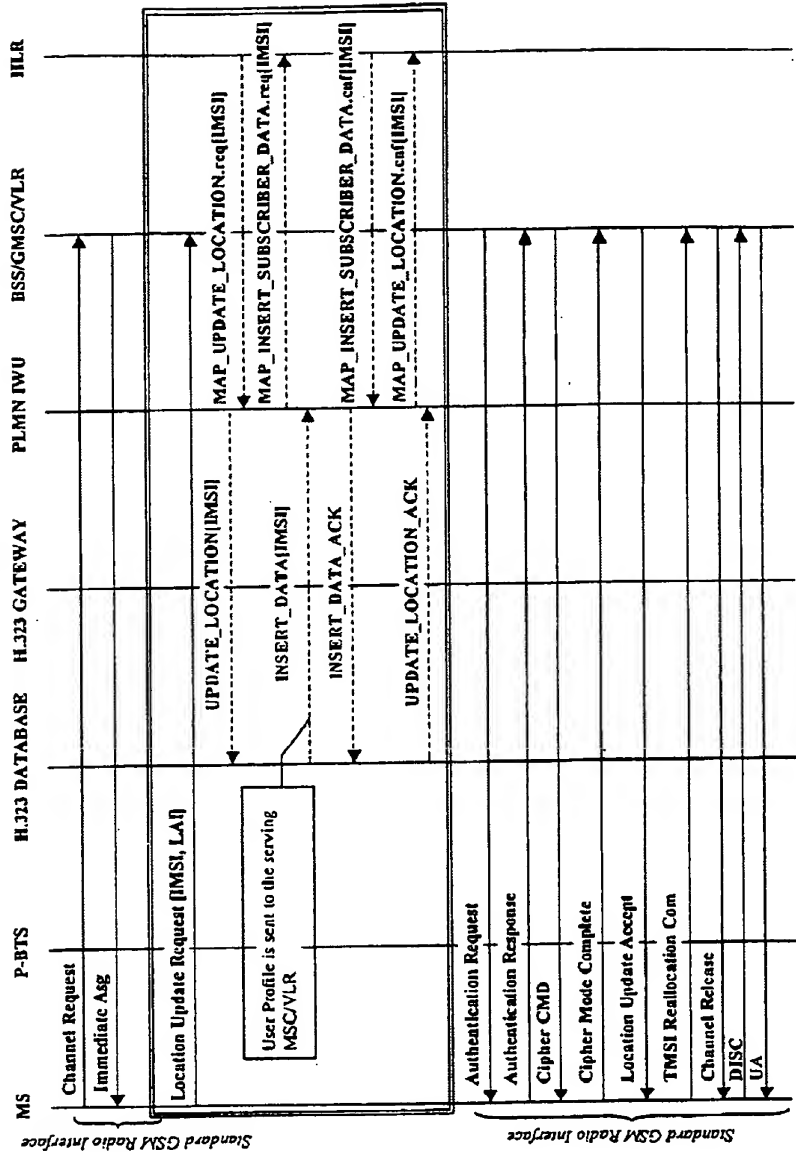 MS
P-BTS
H.323 DATABASE
H.323 GATEWAY
PLMN IWU
BSS/GMSC/VLR
HLR
Standard GSM Radio Interface
Channel Request
Immediate Asg
Location Update Request [IMSI, LAI]
MAP_UPDATE_LOCATION.req[IMSI]
UPDATE_LOCATION[IMSI]
MAP_INSERT_SUBSCRIBER_DATA.req[IMSI]
INSERT_DATA[IMSI]
User Profile is sent to the serving
MSC/VLR
INSERT_DATA_ACK
MAP_INSERT_SUBSCRIBER_DATA.cnf[IMSI]
UPDATE_LOCATION_ACK
MAP_UPDATE_LOCATION.cnf[IMSI]
Standard GSM Radio Interface
Authentication Request
Authentication Response
Cipher CMD
Cipher Mode Complete
Location Update Accept
TMSI Reallocation Com
Channel Release
DISC
UA